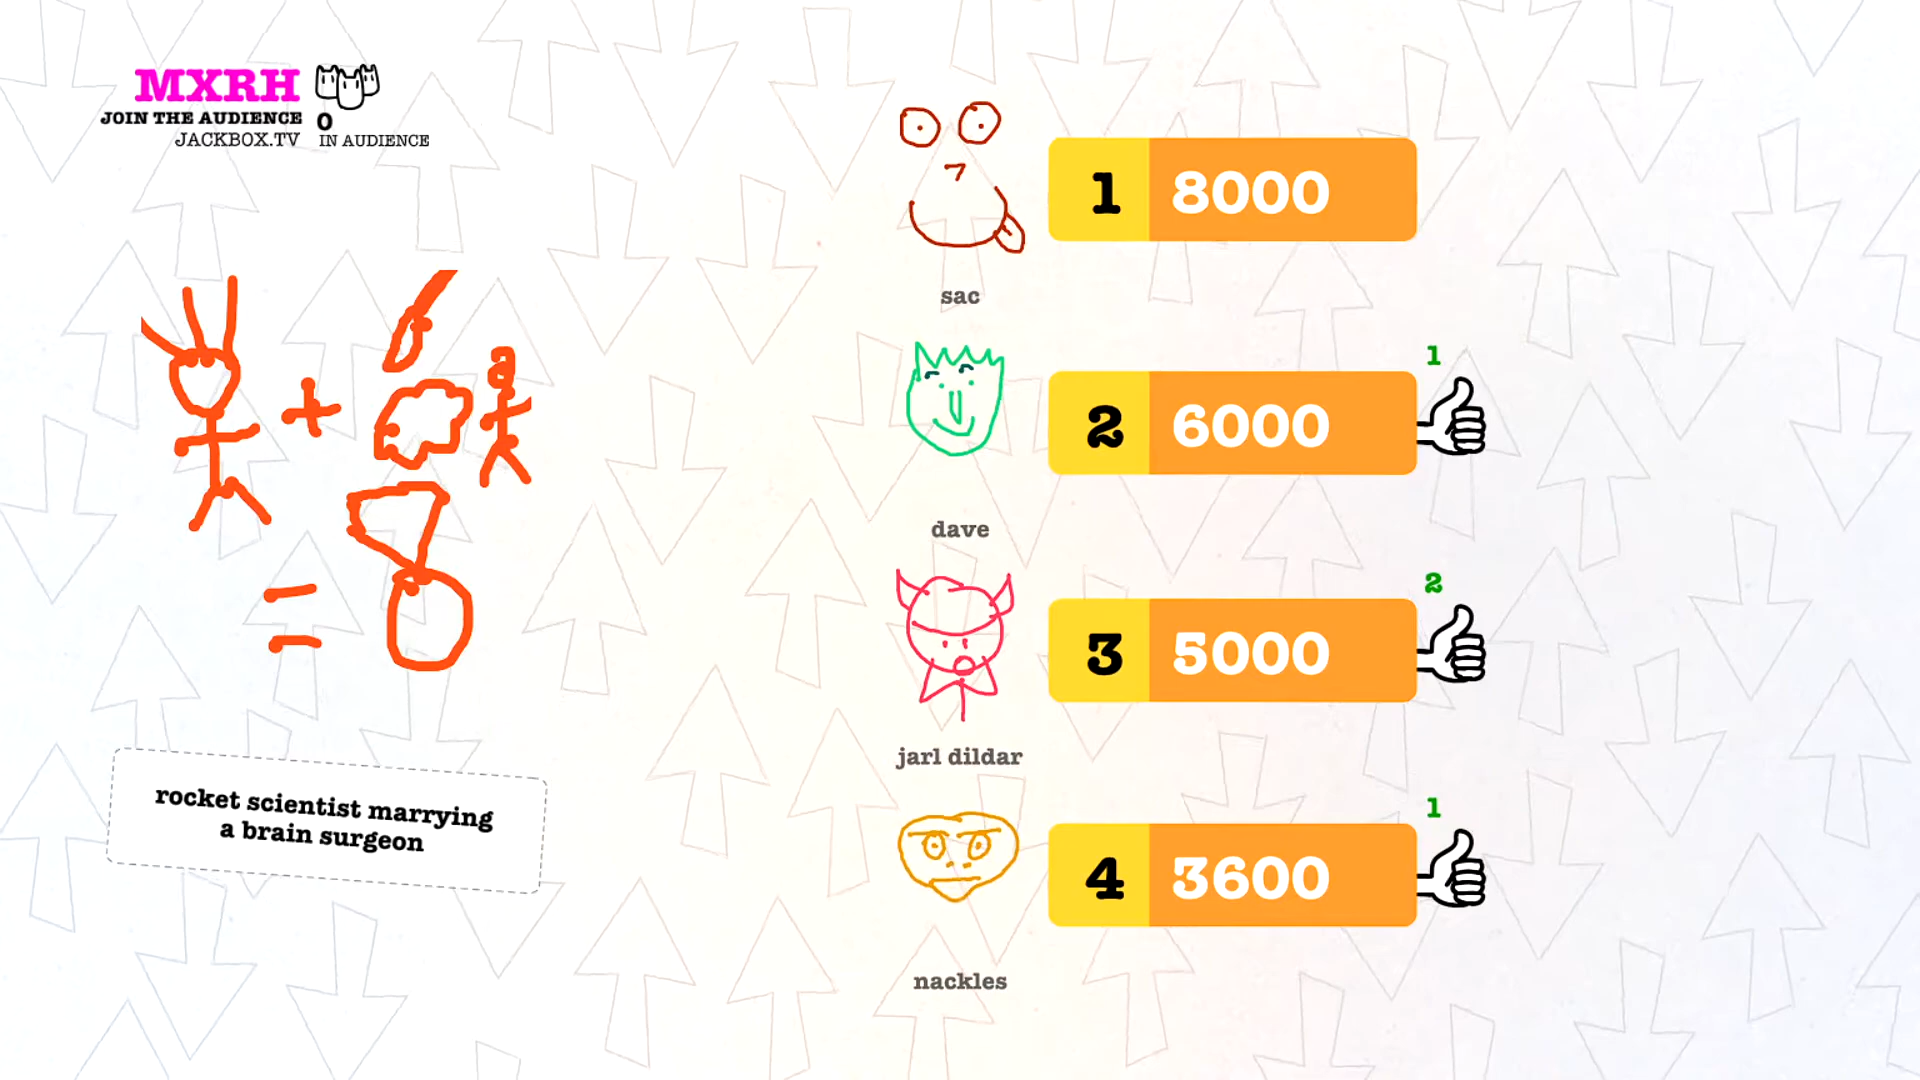 MXRH
JOIN THE AUDIENCE
JACKBOX.TV
0
IN AUDIENCE
rocket scientist marrying
a brain surgeon
1 8000
sac
2 6000
1
dave
3 5000
2
jarl dildar
4 3600
1
nackles